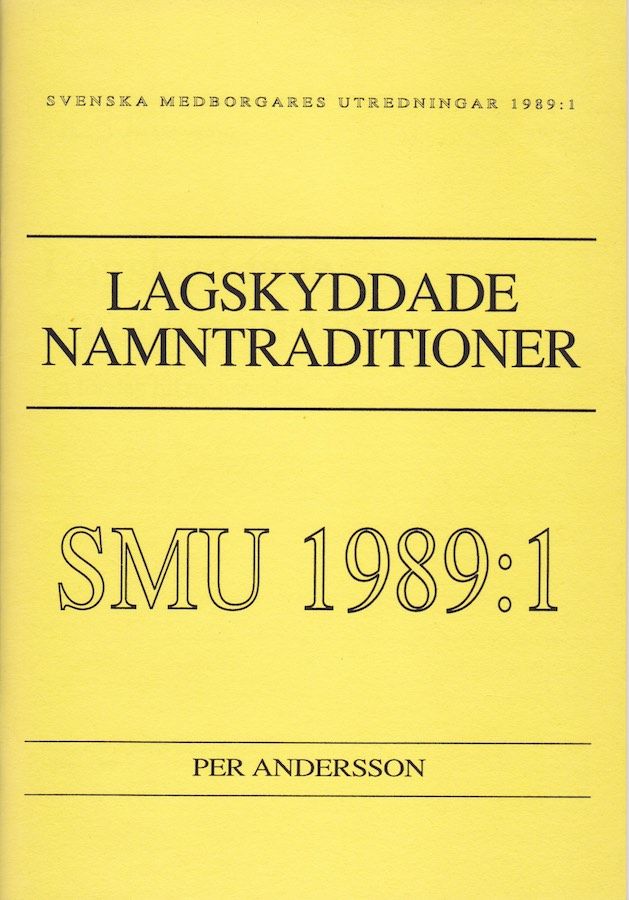 SVENSKA MEDBORGARES UTREDNINGAR 1989:1
LAGSKYDDADE
NAMNTRADITIONER
SMU 1989:1
PER ANDERSSON